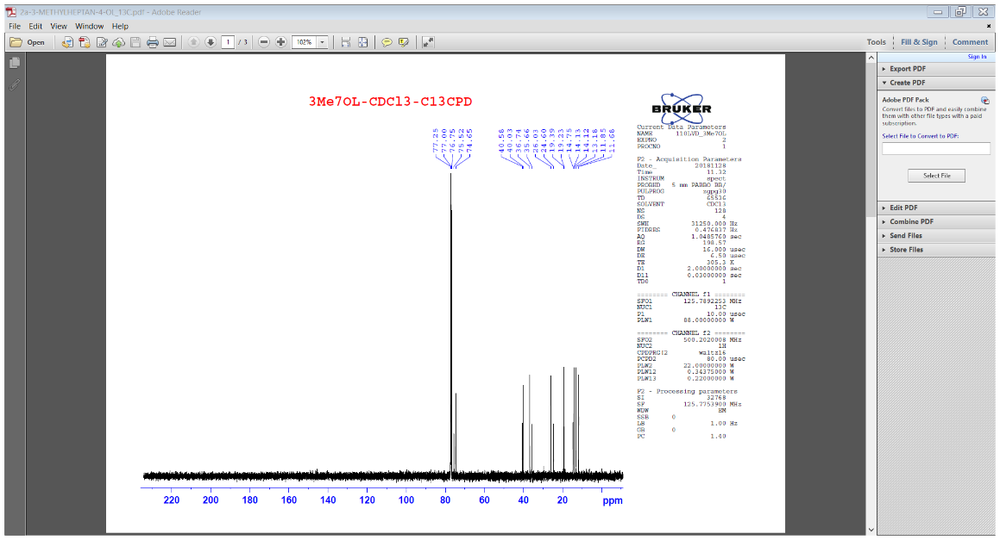 2a-3-METHYLHEPTAN-4-OL_13C.pdf - Adobe Reader
File Edit View Window Help
Open 1 / 3 102% Tools Fill & Sign Comment
Sign In
Export PDF
Create PDF
Adobe PDF Pack
Convert files to PDF and easily combine
them with other file types with a paid
subscription.
Select File to Convert to PDF:
Select File
Edit PDF
Combine PDF
Send Files
Store Files
3Me7OL-CDCl3-C13CPD
77.25
77.00
76.75
75.52
74.65
40.58
40.03
36.74
35.66
26.03
24.60
19.39
19.23
14.75
14.13
14.12
13.18
11.85
11.68
220 200 180 160 140 120 100 80 60 40 20 ppm
BRUKER
Current Data Parameters
NAME 110LVD_3Me7OL
EXPNO 2
PROCNO 1
F2 - Acquisition Parameters
Date_ 20181128
Time 11.32
INSTRUM spect
PROBHD 5 mm PABBO BB/
PULPROG zgpg30
TD 65536
SOLVENT CDCl3
NS 128
DS 4
SWH 31250.000 Hz
FIDRES 0.476837 Hz
AQ 1.0485760 sec
RG 198.57
DW 16.000 usec
DE 6.50 usec
TE 305.3 K
D1 2.00000000 sec
D11 0.03000000 sec
TD0 1
======== CHANNEL f1 ========
SFO1 125.7892253 MHz
NUC1 13C
P1 10.00 usec
PLW1 88.00000000 W
======== CHANNEL f2 ========
SFO2 500.2020008 MHz
NUC2 1H
CPDPRG[2 waltz16
PCPD2 80.00 usec
PLW2 22.00000000 W
PLW12 0.34375000 W
PLW13 0.22000000 W
F2 - Processing parameters
SI 32768
SF 125.7753900 MHz
WDW EM
SSB 0
LB 1.00 Hz
GB 0
PC 1.40